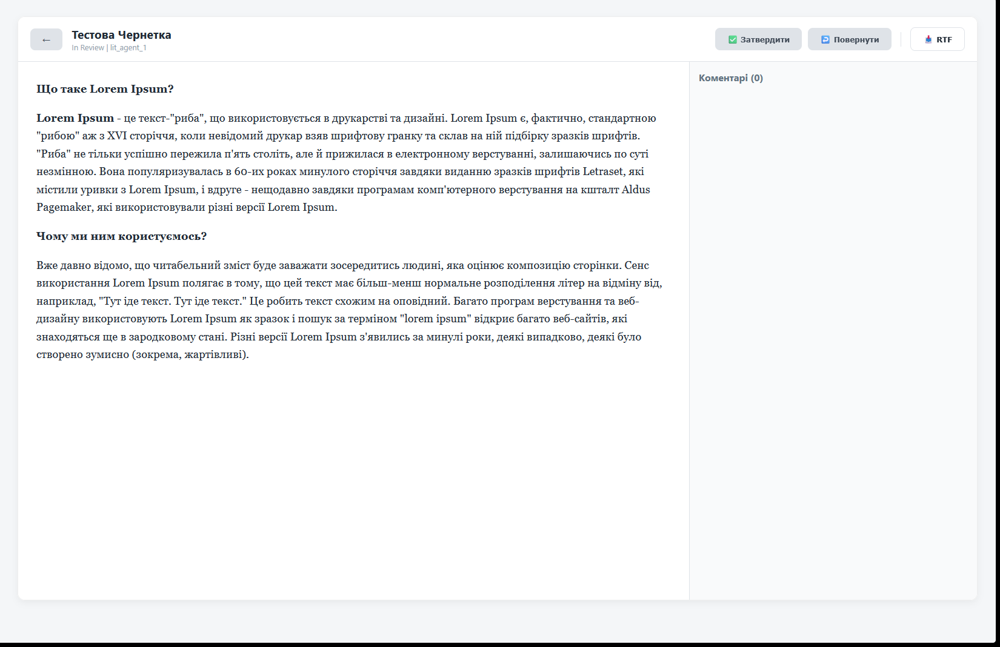 ←
Тестова Чернетка
In Review | lit_agent_1
✅ Затвердити
↩️ Повернути
📥 RTF
Що таке Lorem Ipsum?
Lorem Ipsum - це текст-"риба", що використовується в друкарстві та дизайні. Lorem Ipsum є, фактично, стандартною
"рибою" аж з XVI сторіччя, коли невідомий друкар взяв шрифтову гранку та склав на ній підбірку зразків шрифтів.
"Риба" не тільки успішно пережила п'ять століть, але й прижилася в електронному верстуванні, залишаючись по суті
незмінною. Вона популяризувалась в 60-их роках минулого сторіччя завдяки виданню зразків шрифтів Letraset, які
містили уривки з Lorem Ipsum, і вдруге - нещодавно завдяки програмам комп'ютерного верстування на кшталт Aldus
Pagemaker, які використовували різні версії Lorem Ipsum.
Чому ми ним користуємось?
Вже давно відомо, що читабельний зміст буде заважати зосередитись людині, яка оцінює композицію сторінки. Сенс
використання Lorem Ipsum полягає в тому, що цей текст має більш-менш нормальне розподілення літер на відміну від,
наприклад, "Тут іде текст. Тут іде текст." Це робить текст схожим на оповідний. Багато програм верстування та веб-
дизайну використовують Lorem Ipsum як зразок і пошук за терміном "lorem ipsum" відкриє багато веб-сайтів, які
знаходяться ще в зародковому стані. Різні версії Lorem Ipsum з'явились за минулі роки, деякі випадково, деякі було
створено зумисно (зокрема, жартівливі).
Коментарі (0)